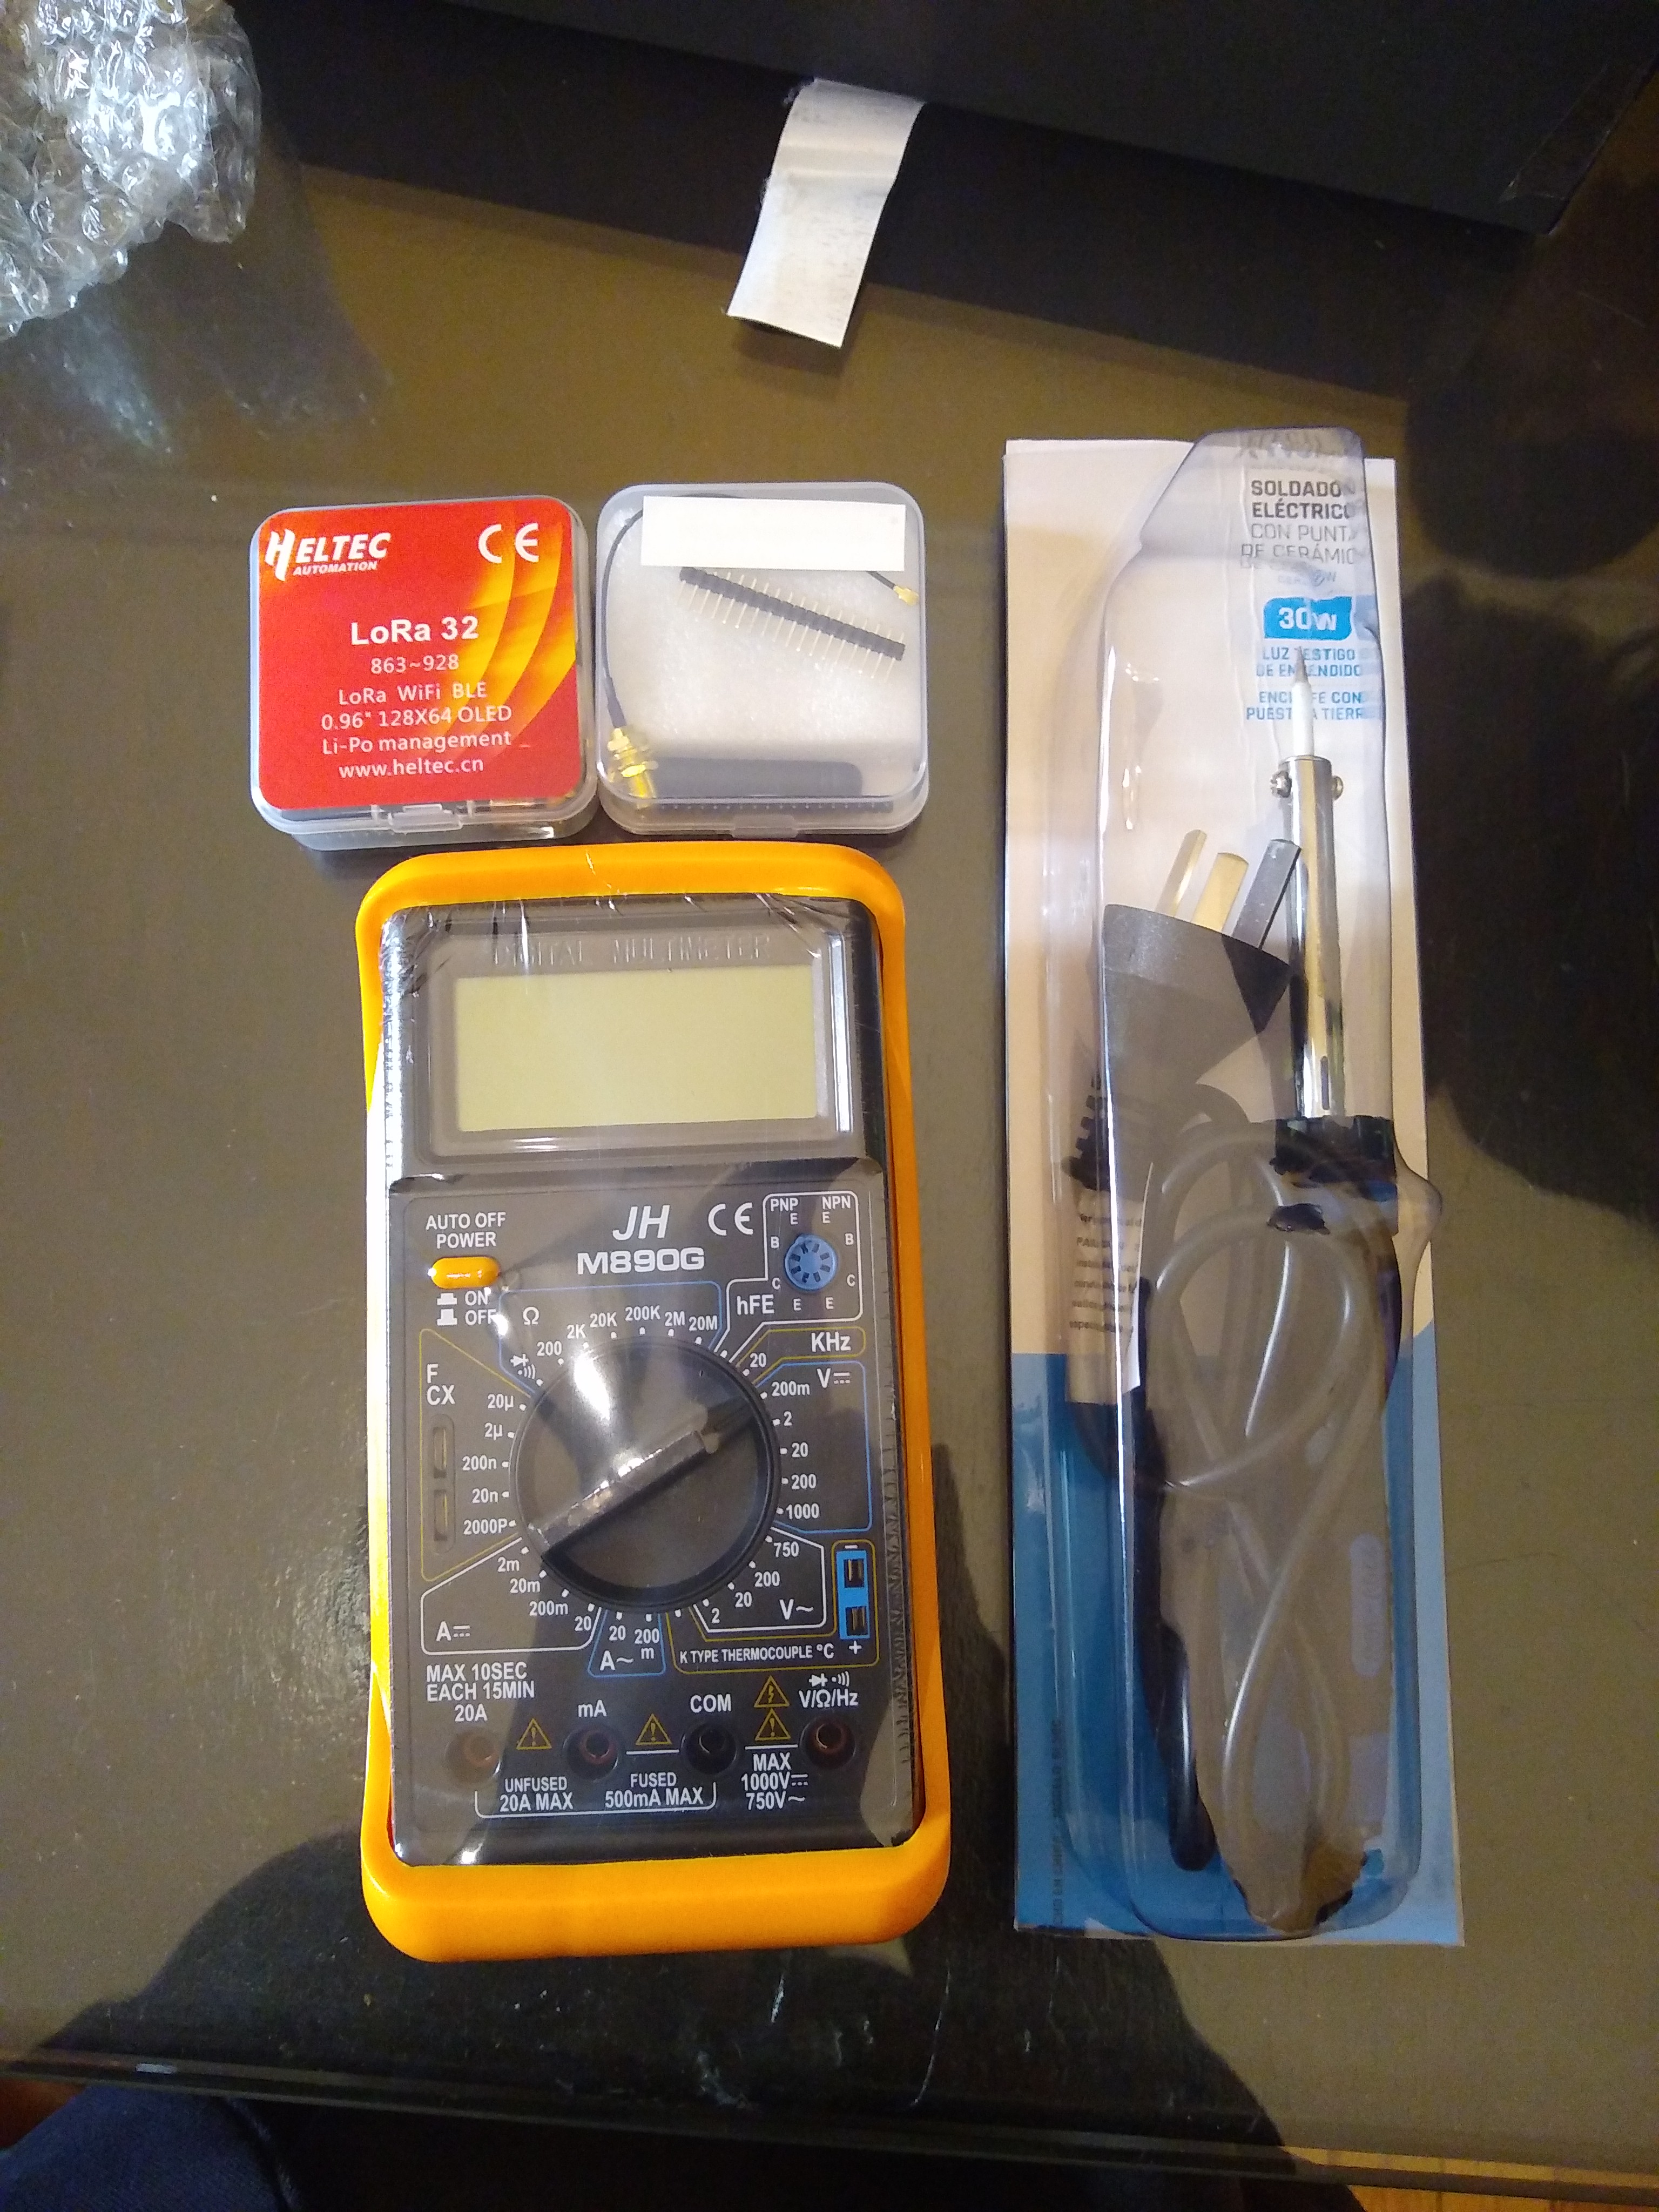 HELTEC
AUTOMATION
CE
LoRa 32
863~928
LoRa WiFi BLE
0.96" 128X64 OLED
Li-Po management
www.heltec.cn
SOLDADOR
ELÉCTRICO
CON PUNTA
DE CERÁMIC
30W
LUZ TESTIGO
DE ENCENDIDO
ENCHUFE CON
PUESTA A TIERR
DIGITAL MULTIMETER
AUTO OFF
POWER
ON
OFF
JH
M890G
CE
PNP NPN
E E
B B
C C
E E
hFE
Ω
200 2K 20K 200K 2M 20M
KHz
20
V⎓
200m
2
20
200
1000
F
CX
20µ
2µ
200n
20n
2000P
2m
20m
200m
20
A⎓
20 200
m
A~
750
200
20
2
V~
-
+
K TYPE THERMOCOUPLE °C
MAX 10SEC
EACH 15MIN
20A
mA
COM
V/Ω/Hz
UNFUSED
20A MAX
FUSED
500mA MAX
MAX
1000V⎓
750V~